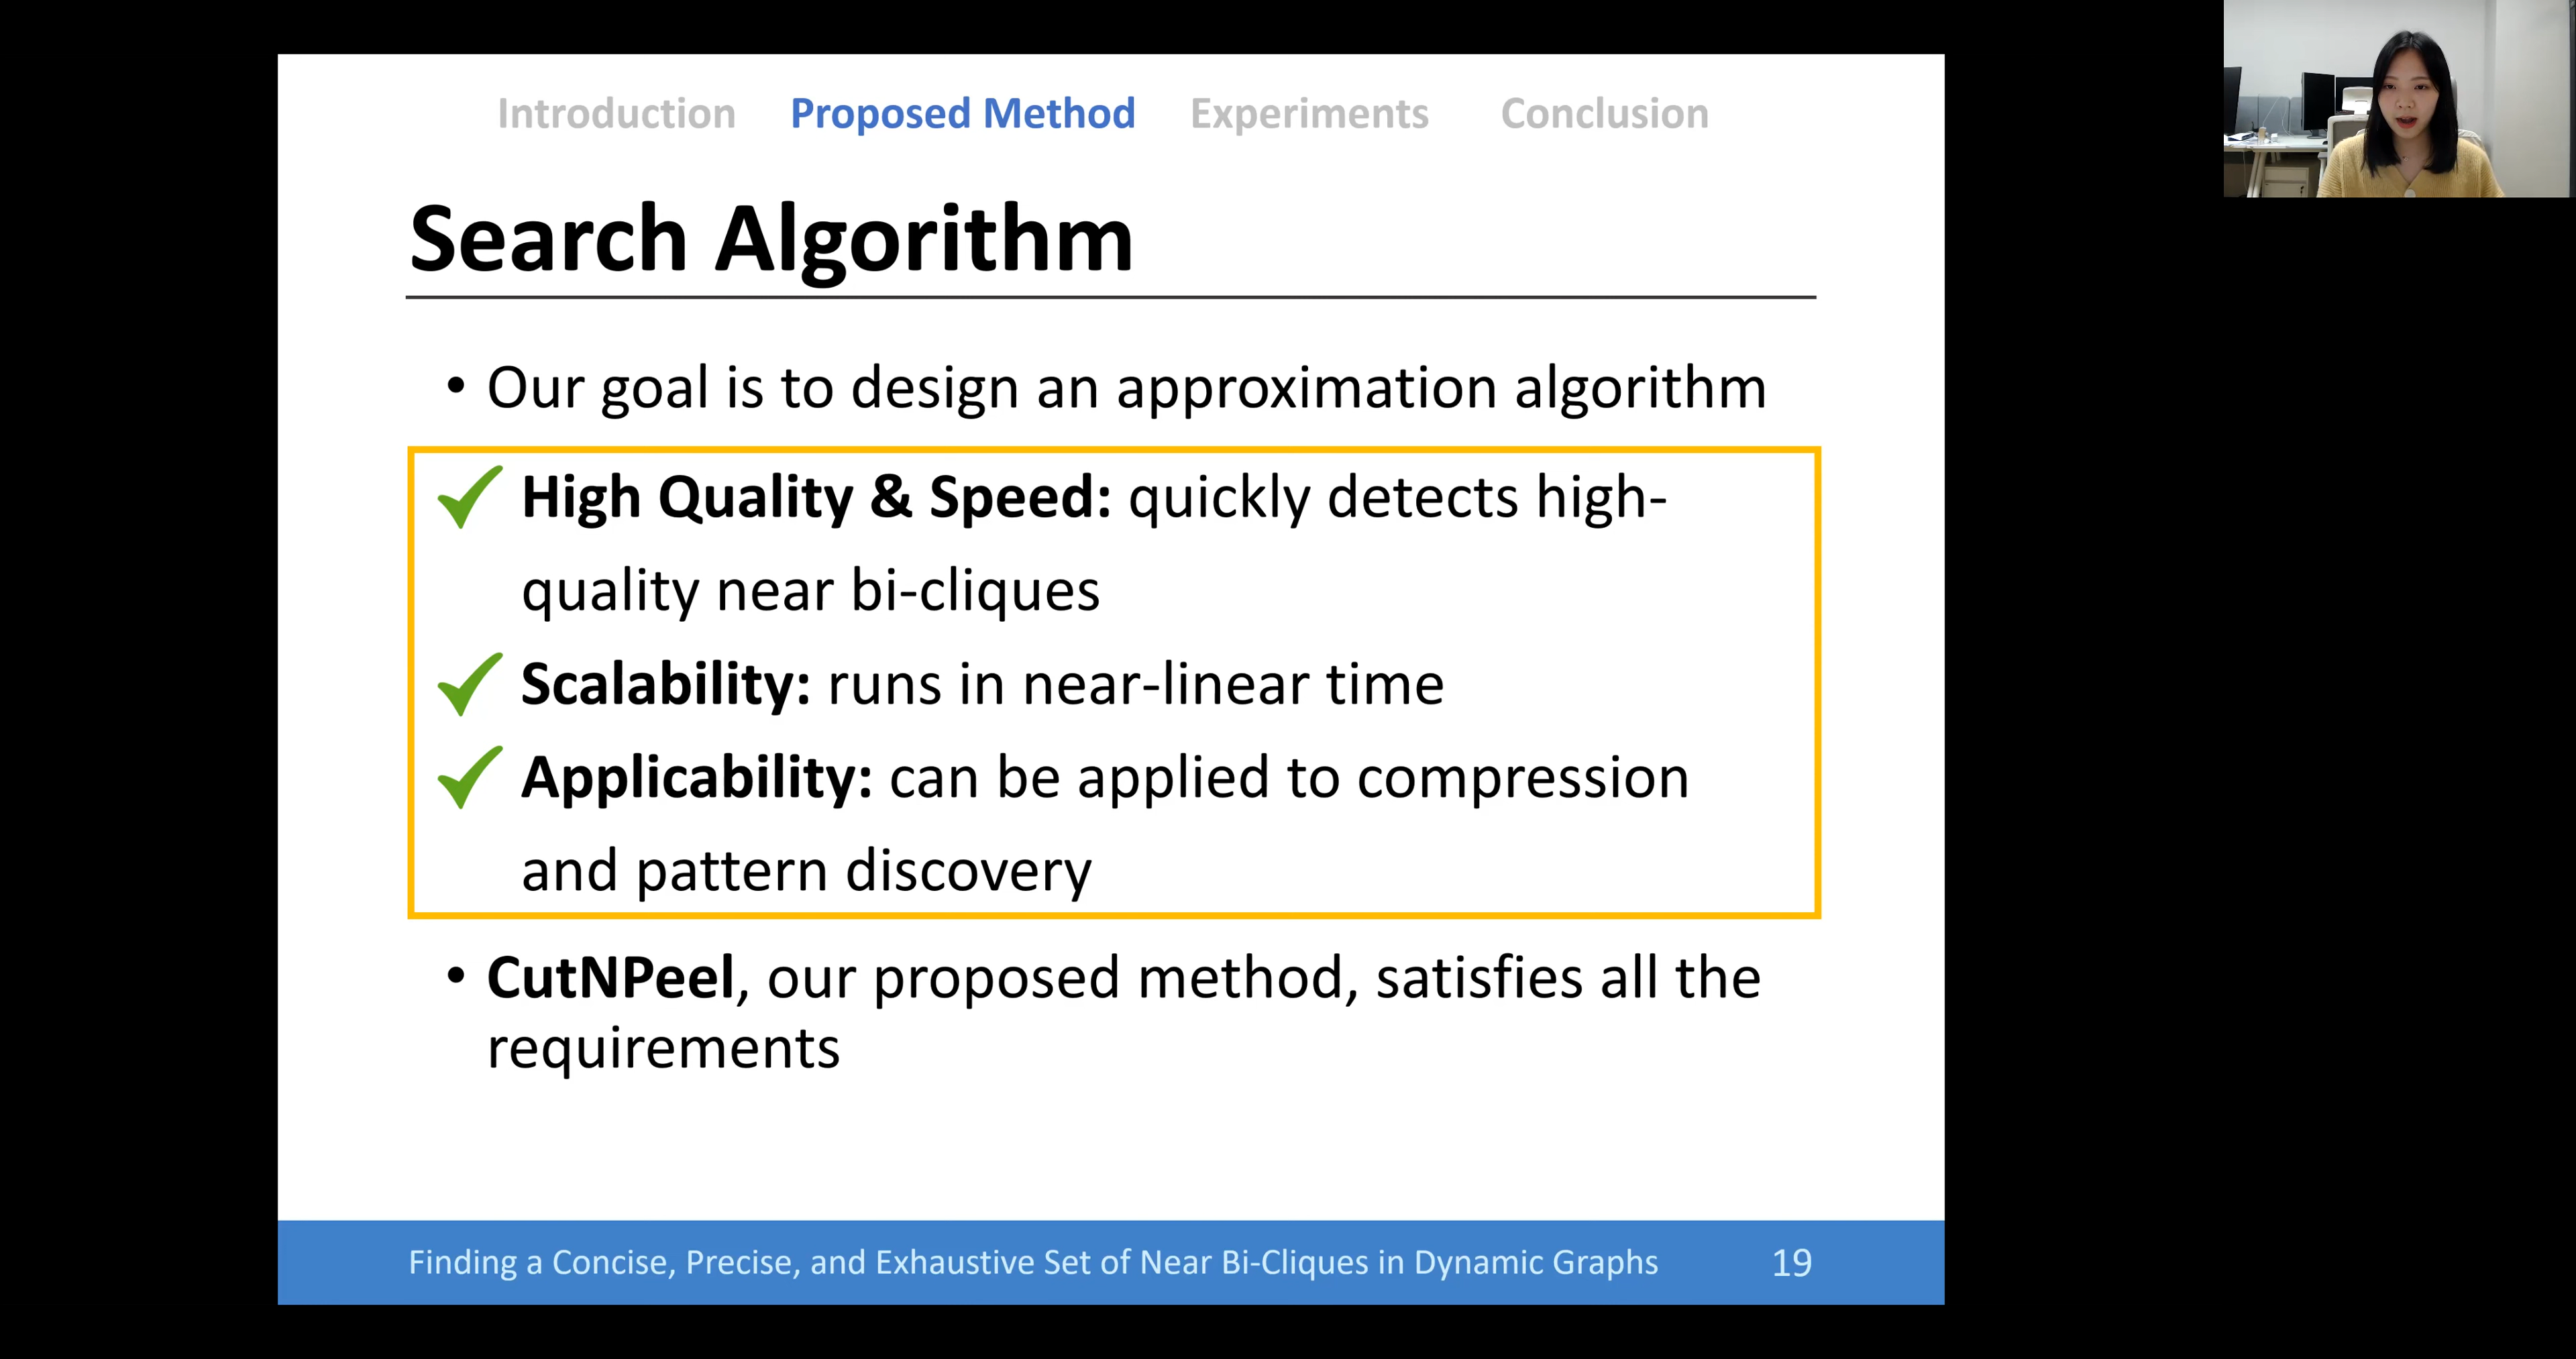 Introduction Proposed Method Experiments Conclusion
Search Algorithm
• Our goal is to design an approximation algorithm
✓ High Quality & Speed: quickly detects high-
quality near bi-cliques
✓ Scalability: runs in near-linear time
✓ Applicability: can be applied to compression
and pattern discovery
• CutNPeel, our proposed method, satisfies all the
requirements
Finding a Concise, Precise, and Exhaustive Set of Near Bi-Cliques in Dynamic Graphs 19